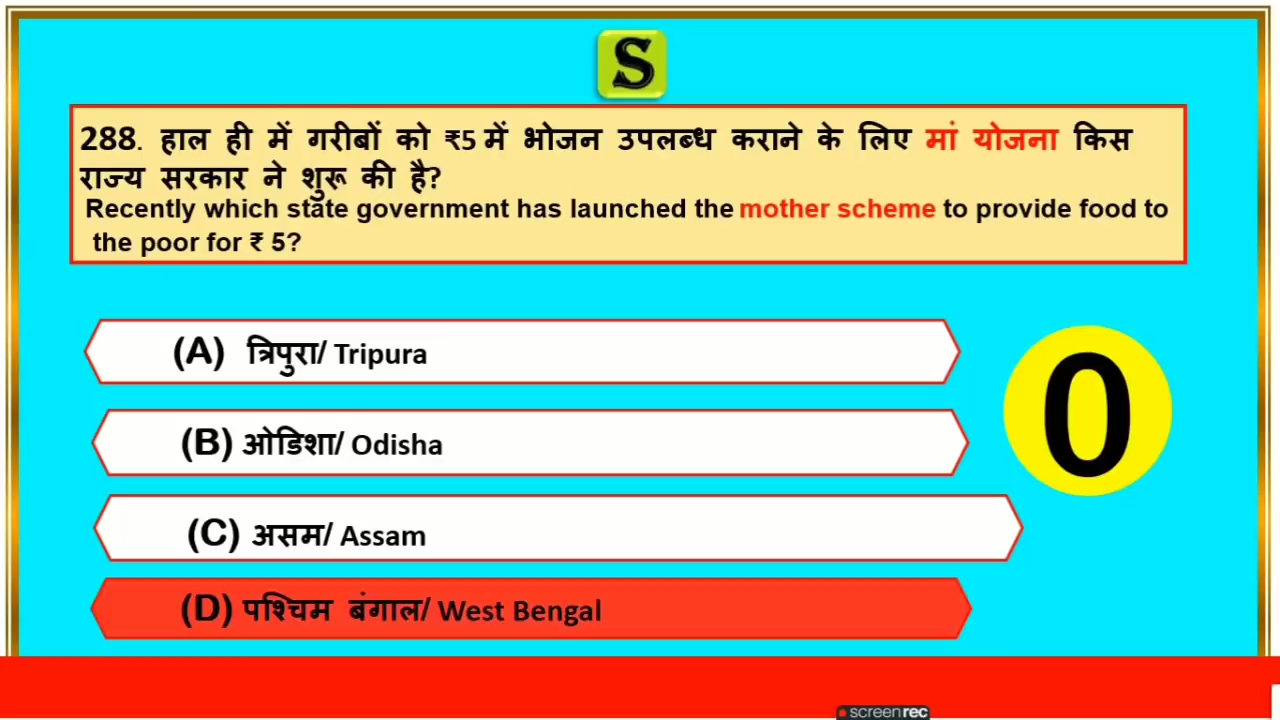 S
288. हाल ही में गरीबों को ₹5 में भोजन उपलब्ध कराने के लिए मां योजना किस
राज्य सरकार ने शुरू की है?
Recently which state government has launched the mother scheme to provide food to
the poor for ₹ 5?
(A) त्रिपुरा/ Tripura
(B) ओडिशा/ Odisha
(C) असम/ Assam
(D) पश्चिम बंगाल/ West Bengal
0
screenrec